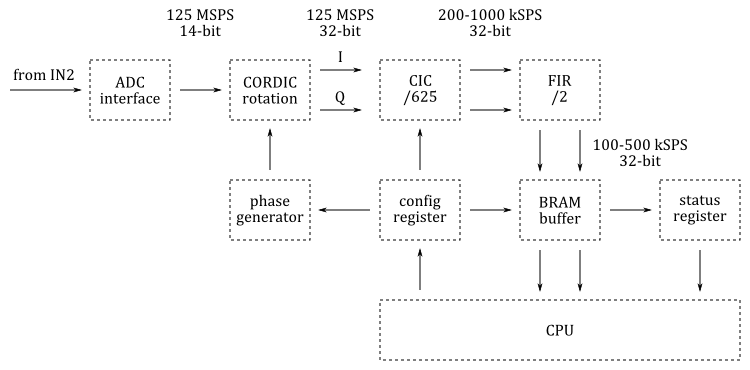 125 MSPS
14-bit
125 MSPS
32-bit
200-1000 kSPS
32-bit
from IN2
ADC
interface
CORDIC
rotation
I
Q
CIC
/625
FIR
/2
100-500 kSPS
32-bit
phase
generator
config
register
BRAM
buffer
status
register
CPU